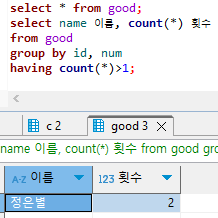 select * from good;
select name 이름, count(*) 횟수
from good
group by id, num
having count(*)>1;
c 2
good 3
name 이름, count(*) 횟수 from good gro
A-Z 이름
123 횟수
정은별
2